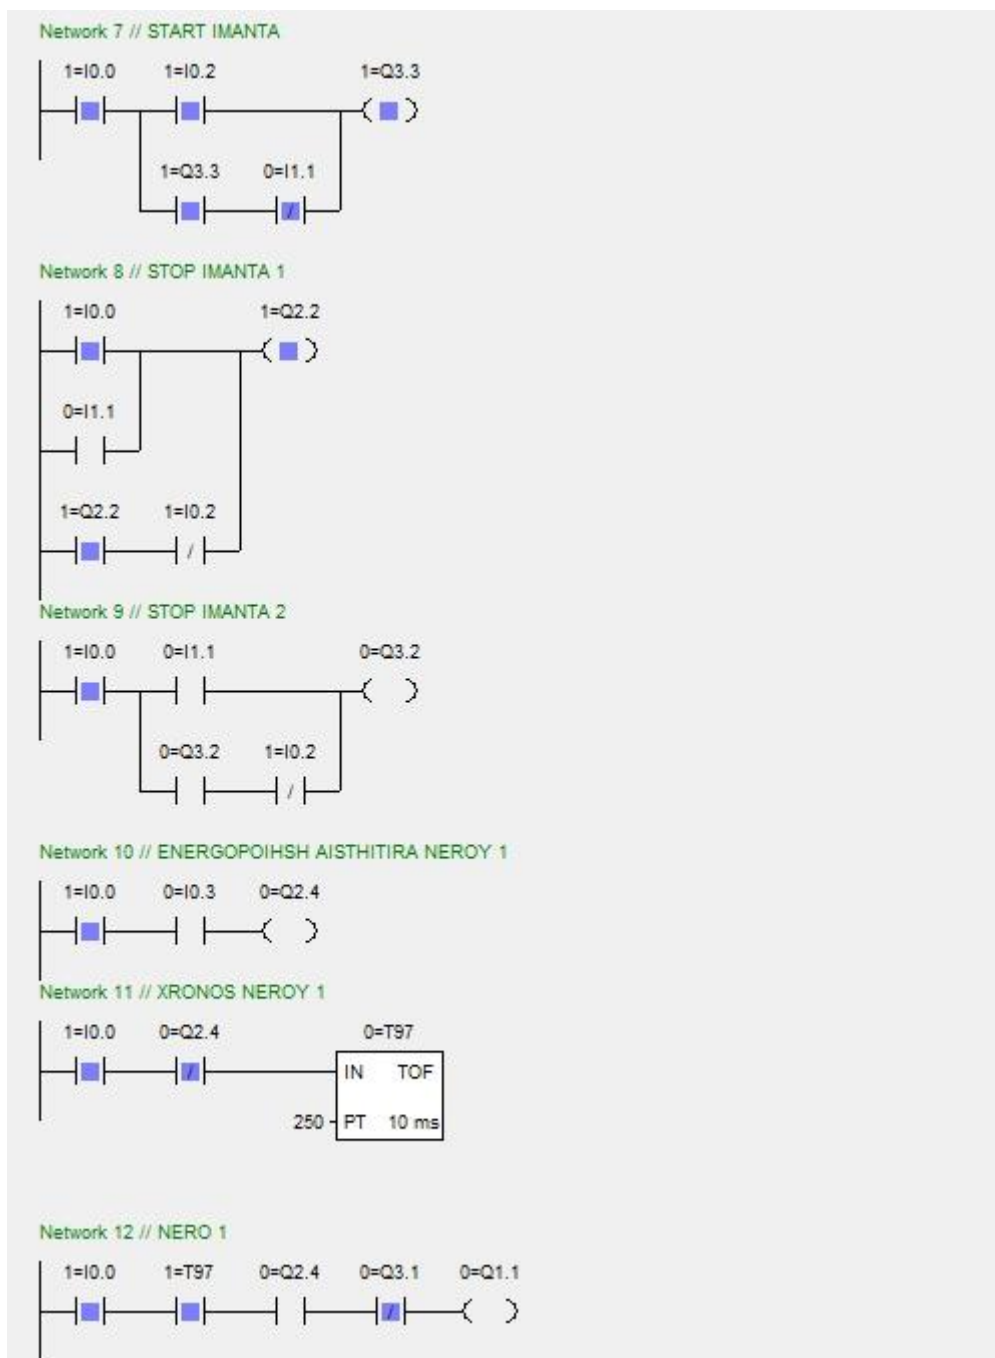 Network 7 // START IMANTA
1=I0.0 1=I0.2 1=Q3.3
1=Q3.3 0=I1.1
/
Network 8 // STOP IMANTA 1
1=I0.0 1=Q2.2
0=I1.1
1=Q2.2 1=I0.2
/
Network 9 // STOP IMANTA 2
1=I0.0 0=I1.1 0=Q3.2
0=Q3.2 1=I0.2
/
Network 10 // ENERGOPOIHSH AISTHITIRA NEROY 1
1=I0.0 0=I0.3 0=Q2.4
Network 11 // XRONOS NEROY 1
1=I0.0 0=Q2.4 0=T97
/ IN TOF
250 PT 10 ms
Network 12 // NERO 1
1=I0.0 1=T97 0=Q2.4 0=Q3.1 0=Q1.1
/